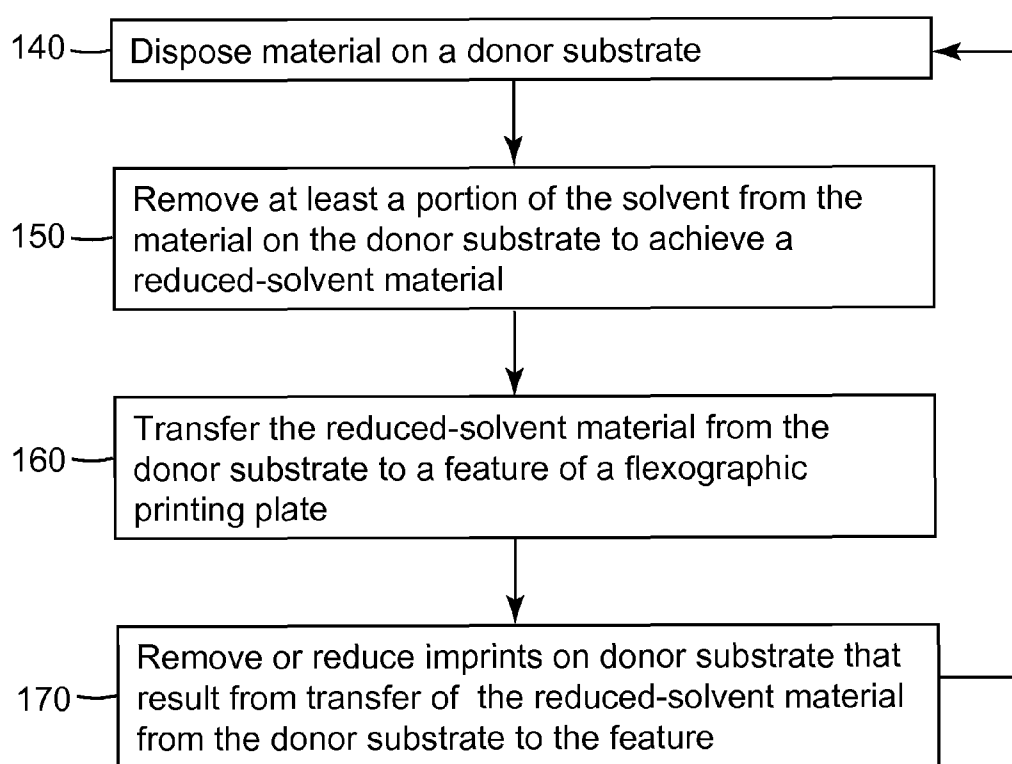 140
Dispose material on a donor substrate
150
Remove at least a portion of the solvent from the
material on the donor substrate to achieve a
reduced-solvent material
160
Transfer the reduced-solvent material from the
donor substrate to a feature of a flexographic
printing plate
170
Remove or reduce imprints on donor substrate that
result from transfer of the reduced-solvent material
from the donor substrate to the feature